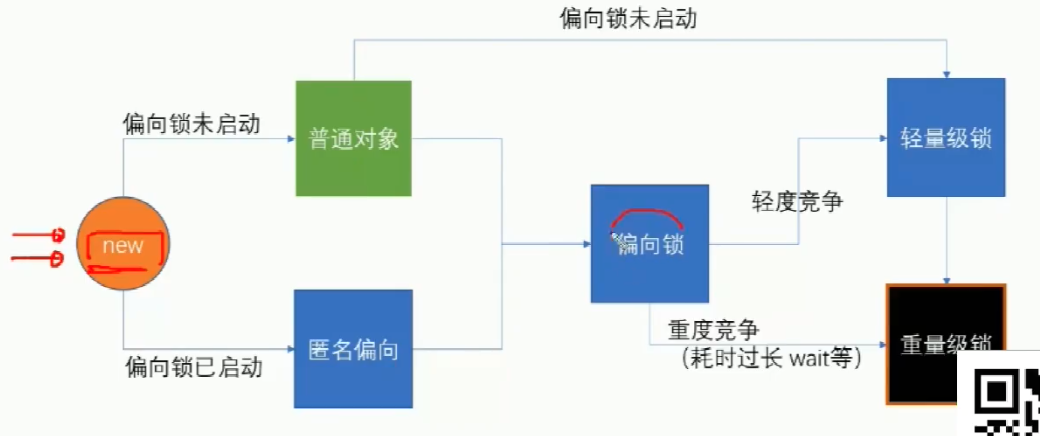 偏向锁未启动
偏向锁未启动
普通对象
轻量级锁
轻度竞争
new
偏向锁
重度竞争
(耗时过长 wait等)
重量级锁
匿名偏向
偏向锁已启动